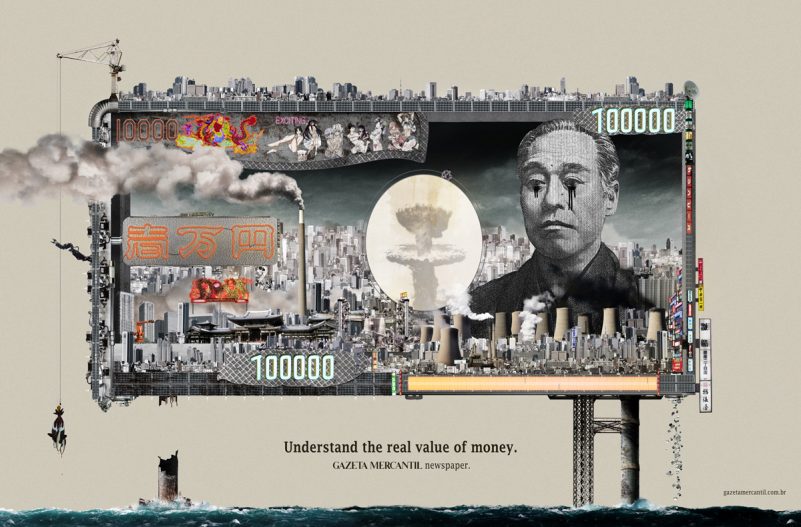 10000
EXCITING
100000
壱万円
100000
Understand the real value of money.
GAZETA MERCANTIL newspaper.
gazetamercantil.com.br